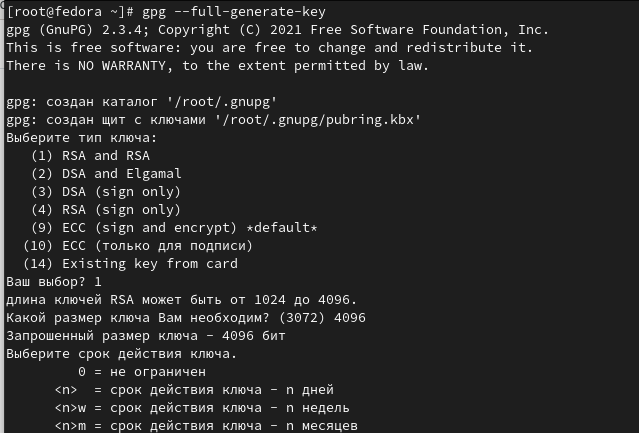 [root@fedora ~]# gpg --full-generate-key
gpg (GnuPG) 2.3.4; Copyright (C) 2021 Free Software Foundation, Inc.
This is free software: you are free to change and redistribute it.
There is NO WARRANTY, to the extent permitted by law.

gpg: создан каталог '/root/.gnupg'
gpg: создан щит с ключами '/root/.gnupg/pubring.kbx'
Выберите тип ключа:
   (1) RSA and RSA
   (2) DSA and Elgamal
   (3) DSA (sign only)
   (4) RSA (sign only)
   (9) ECC (sign and encrypt) *default*
  (10) ECC (только для подписи)
  (14) Existing key from card
Ваш выбор? 1
длина ключей RSA может быть от 1024 до 4096.
Какой размер ключа Вам необходим? (3072) 4096
Запрошенный размер ключа - 4096 бит
Выберите срок действия ключа.
         0 = не ограничен
      <n>  = срок действия ключа - n дней
      <n>w = срок действия ключа - n недель
      <n>m = срок действия ключа - n месяцев